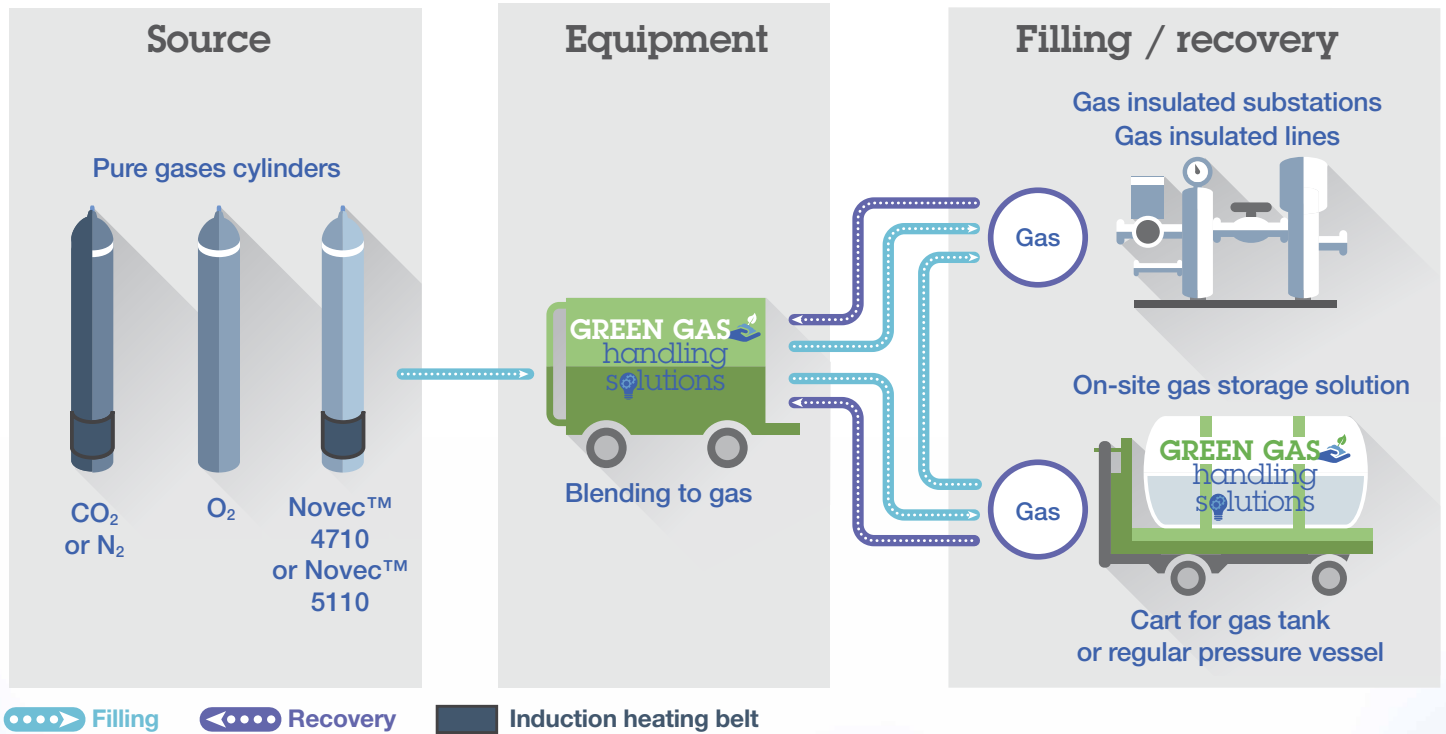 Source
Pure gases cylinders
CO₂
or N₂
O₂
Novec™
4710
or Novec™
5110
Equipment
GREEN GAS
handling
solutions
Blending to gas
Filling / recovery
Gas insulated substations
Gas insulated lines
Gas
On-site gas storage solution
Gas
GREEN GAS
handling
solutions
Cart for gas tank
or regular pressure vessel
Filling
Recovery
Induction heating belt